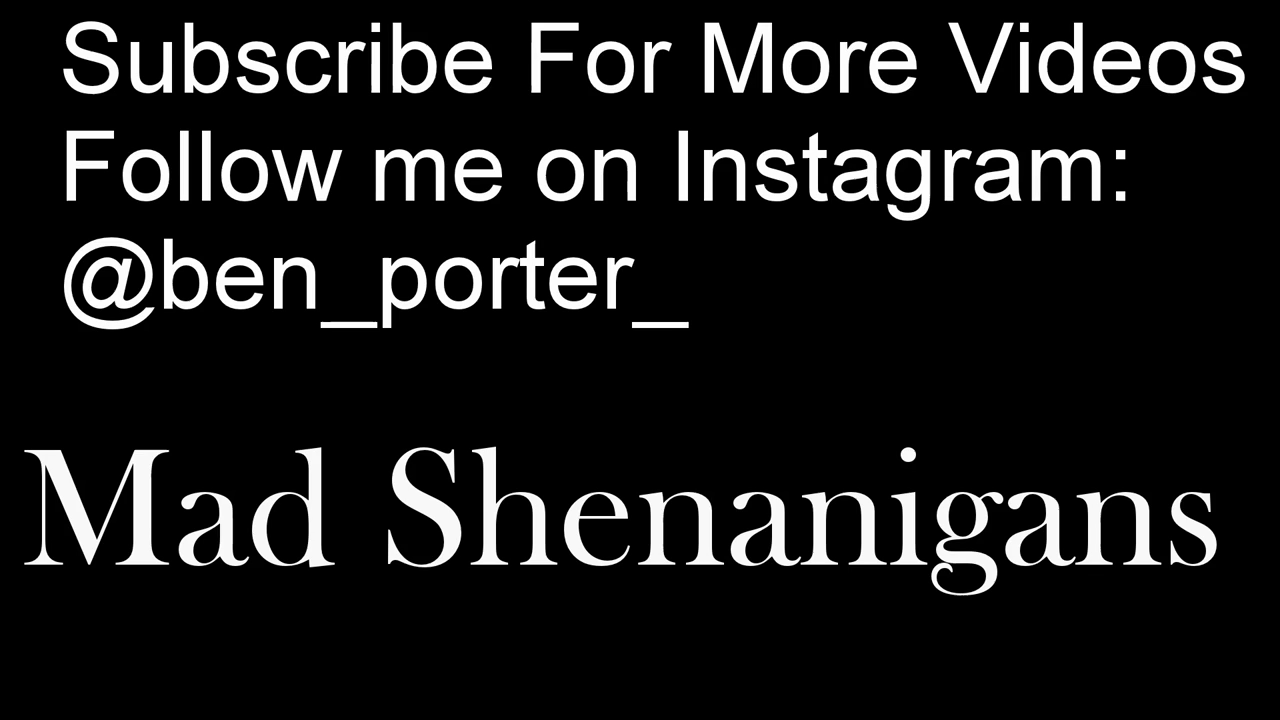 Subscribe For More Videos
Follow me on Instagram:
@ben_porter_
Mad Shenanigans